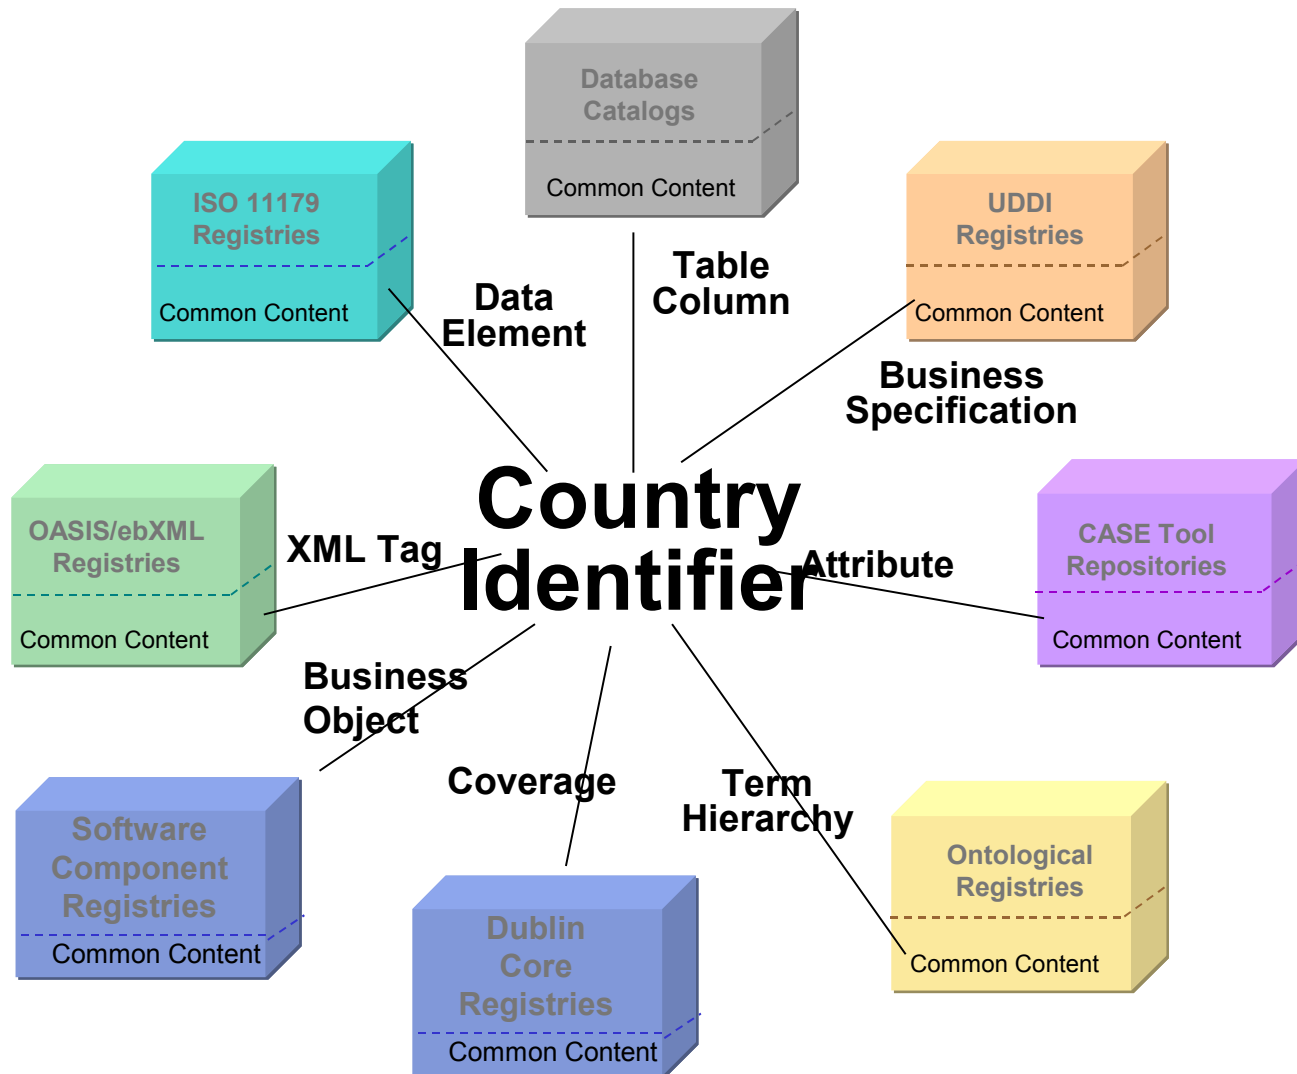 Database
Catalogs
Common Content
ISO 11179
Registries
Common Content
UDDI
Registries
Common Content
Data
Element
Table
Column
Business
Specification
Country
Identifier
OASIS/ebXML
Registries
Common Content
XML Tag
Attribute
CASE Tool
Repositories
Common Content
Business
Object
Coverage
Term
Hierarchy
Software
Component
Registries
Common Content
Dublin
Core
Registries
Common Content
Ontological
Registries
Common Content